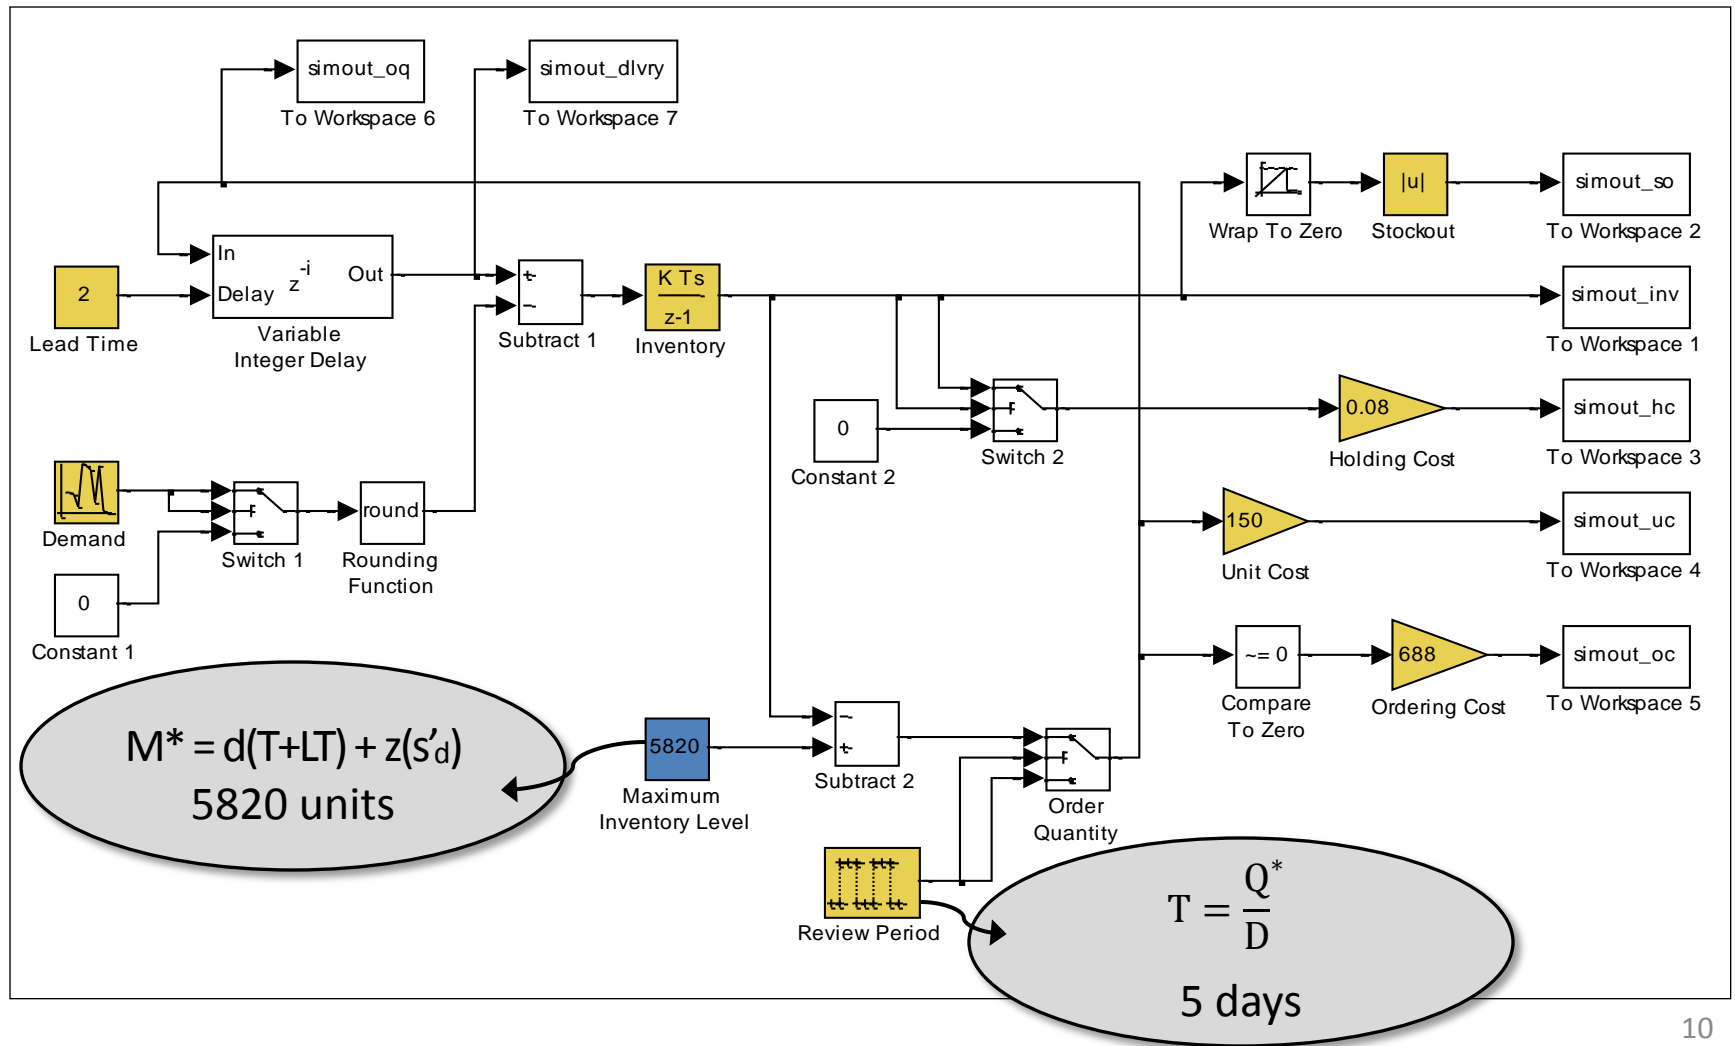 simout_oq
To Workspace 6
simout_dlvry
To Workspace 7
Wrap To Zero
|u|
Stockout
simout_so
To Workspace 2
2
Lead Time
In
Delay
z^-i
Out
Variable
Integer Delay
+
−
Subtract 1
K Ts
z-1
Inventory
simout_inv
To Workspace 1
0
Constant 2
Switch 2
0.08
Holding Cost
simout_hc
To Workspace 3
Demand
Switch 1
round
Rounding
Function
150
Unit Cost
simout_uc
To Workspace 4
0
Constant 1
~= 0
Compare
To Zero
688
Ordering Cost
simout_oc
To Workspace 5
M* = d(T+LT) + z(s'd)
5820 units
5820
Maximum
Inventory Level
−
+
Subtract 2
Order
Quantity
Review Period
T = Q*
D
5 days
10